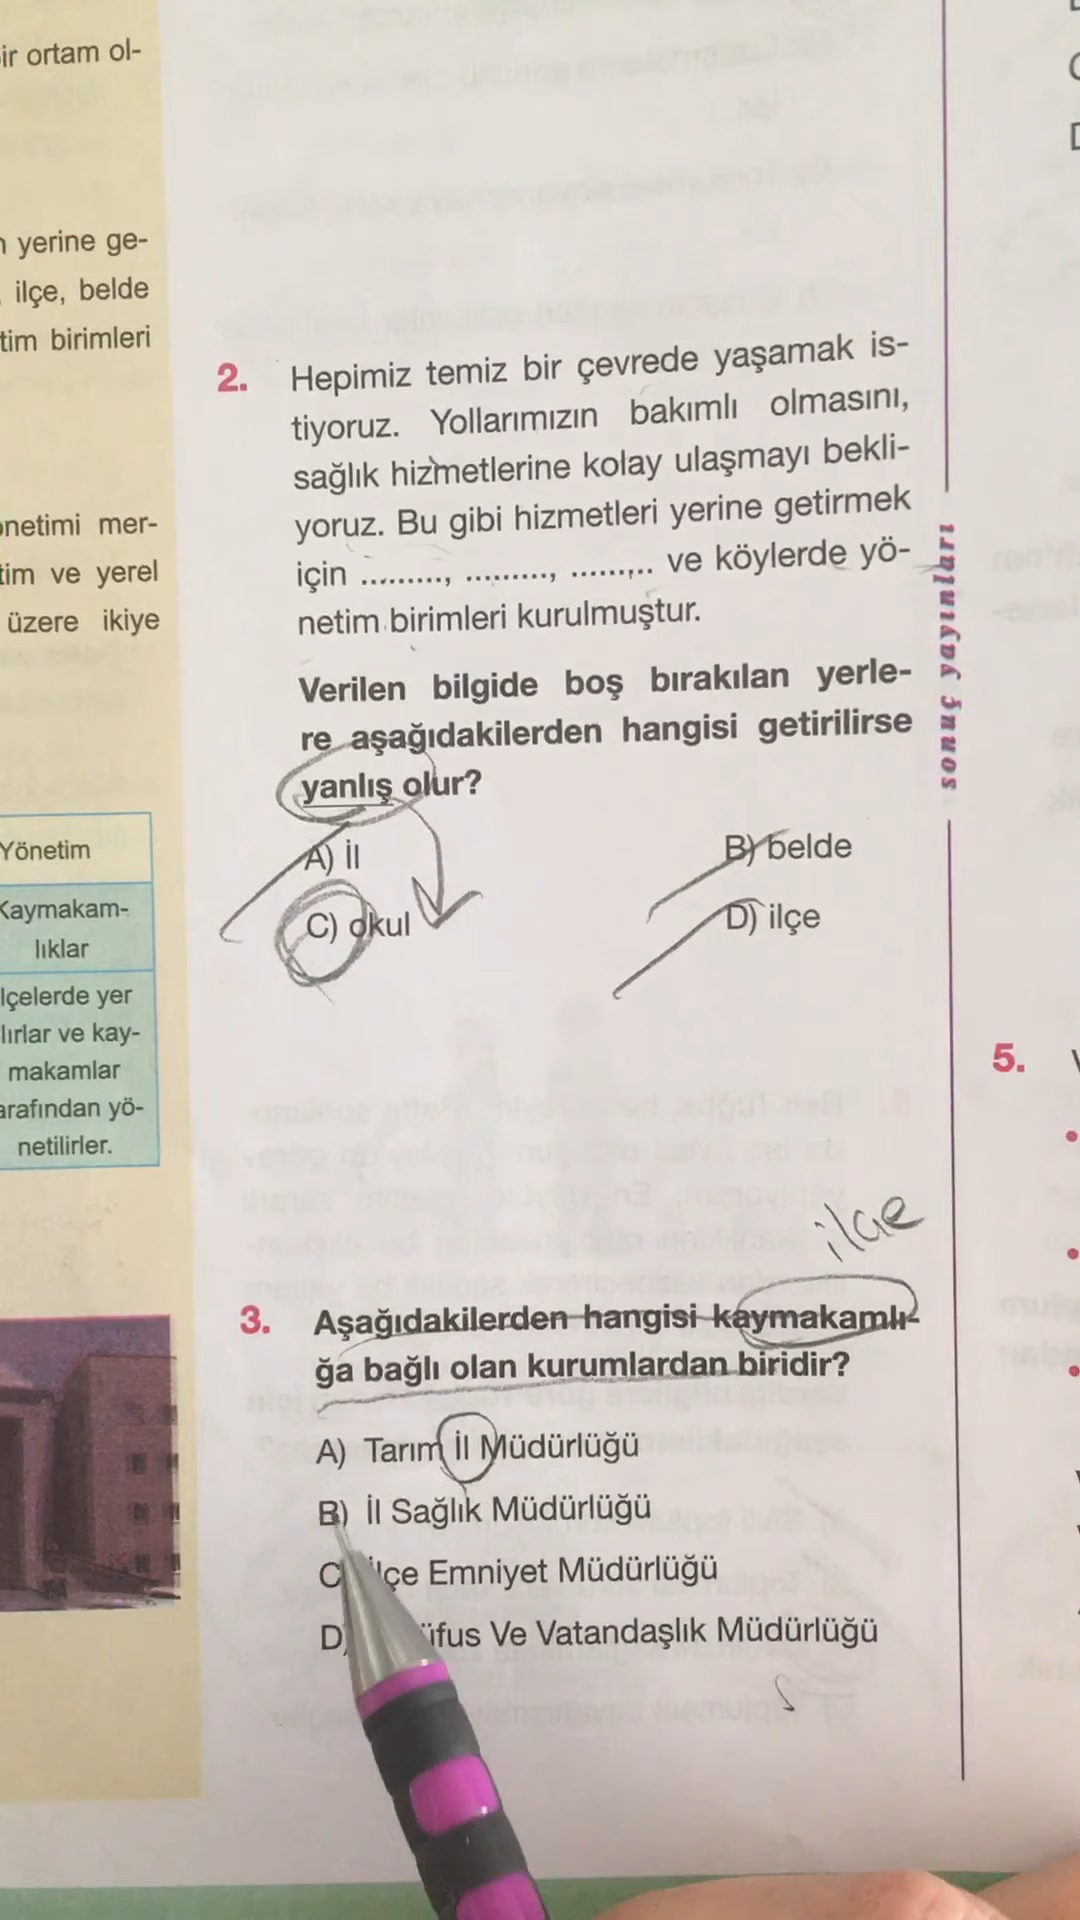 ir ortam ol-
yerine ge-
ilçe, belde
tim birimleri
netimi mer-
tim ve yerel
üzere ikiye
Yönetim
Kaymakam-
lıklar
lçelerde yer
lırlar ve kay-
makamlar
arafından yö-
netilirler.
2. Hepimiz temiz bir çevrede yaşamak is-
tiyoruz. Yollarımızın bakımlı olmasını,
sağlık hizmetlerine kolay ulaşmayı bekli-
yoruz. Bu gibi hizmetleri yerine getirmek
için ........., ........., ......... ve köylerde yö-
netim birimleri kurulmuştur.
Verilen bilgide boş bırakılan yerle-
re aşağıdakilerden hangisi getirilirse
yanlış olur?
A) İl
B) belde
C) okul
D) ilçe
ilçe
3. Aşağıdakilerden hangisi kaymakamlı-
ğa bağlı olan kurumlardan biridir?
A) Tarım İl Müdürlüğü
B) İl Sağlık Müdürlüğü
C) lçe Emniyet Müdürlüğü
D) üfus Ve Vatandaşlık Müdürlüğü
sonuç yayınları
5.